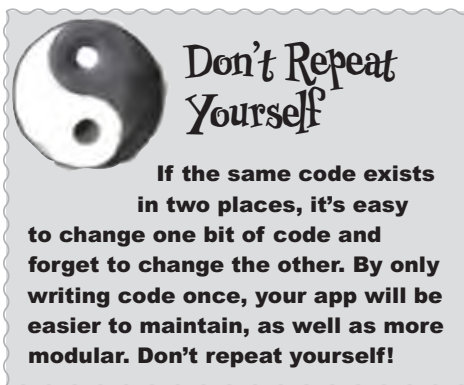 Don't Repeat
Yourself
If the same code exists
in two places, it's easy
to change one bit of code and
forget to change the other. By only
writing code once, your app will be
easier to maintain, as well as more
modular. Don't repeat yourself!